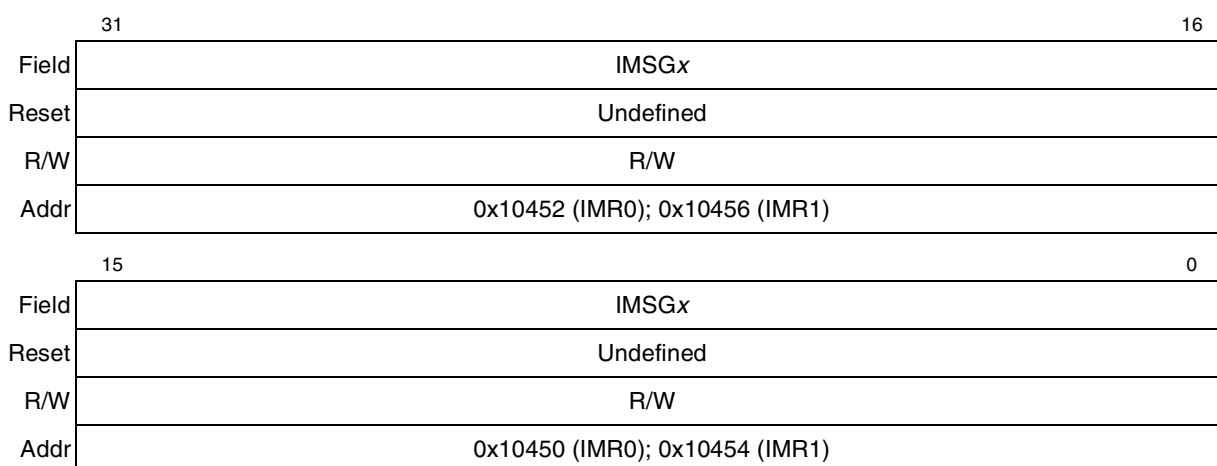 31 16
Field IMSGx
Reset Undefined
R/W R/W
Addr 0x10452 (IMR0); 0x10456 (IMR1)
15 0
Field IMSGx
Reset Undefined
R/W R/W
Addr 0x10450 (IMR0); 0x10454 (IMR1)